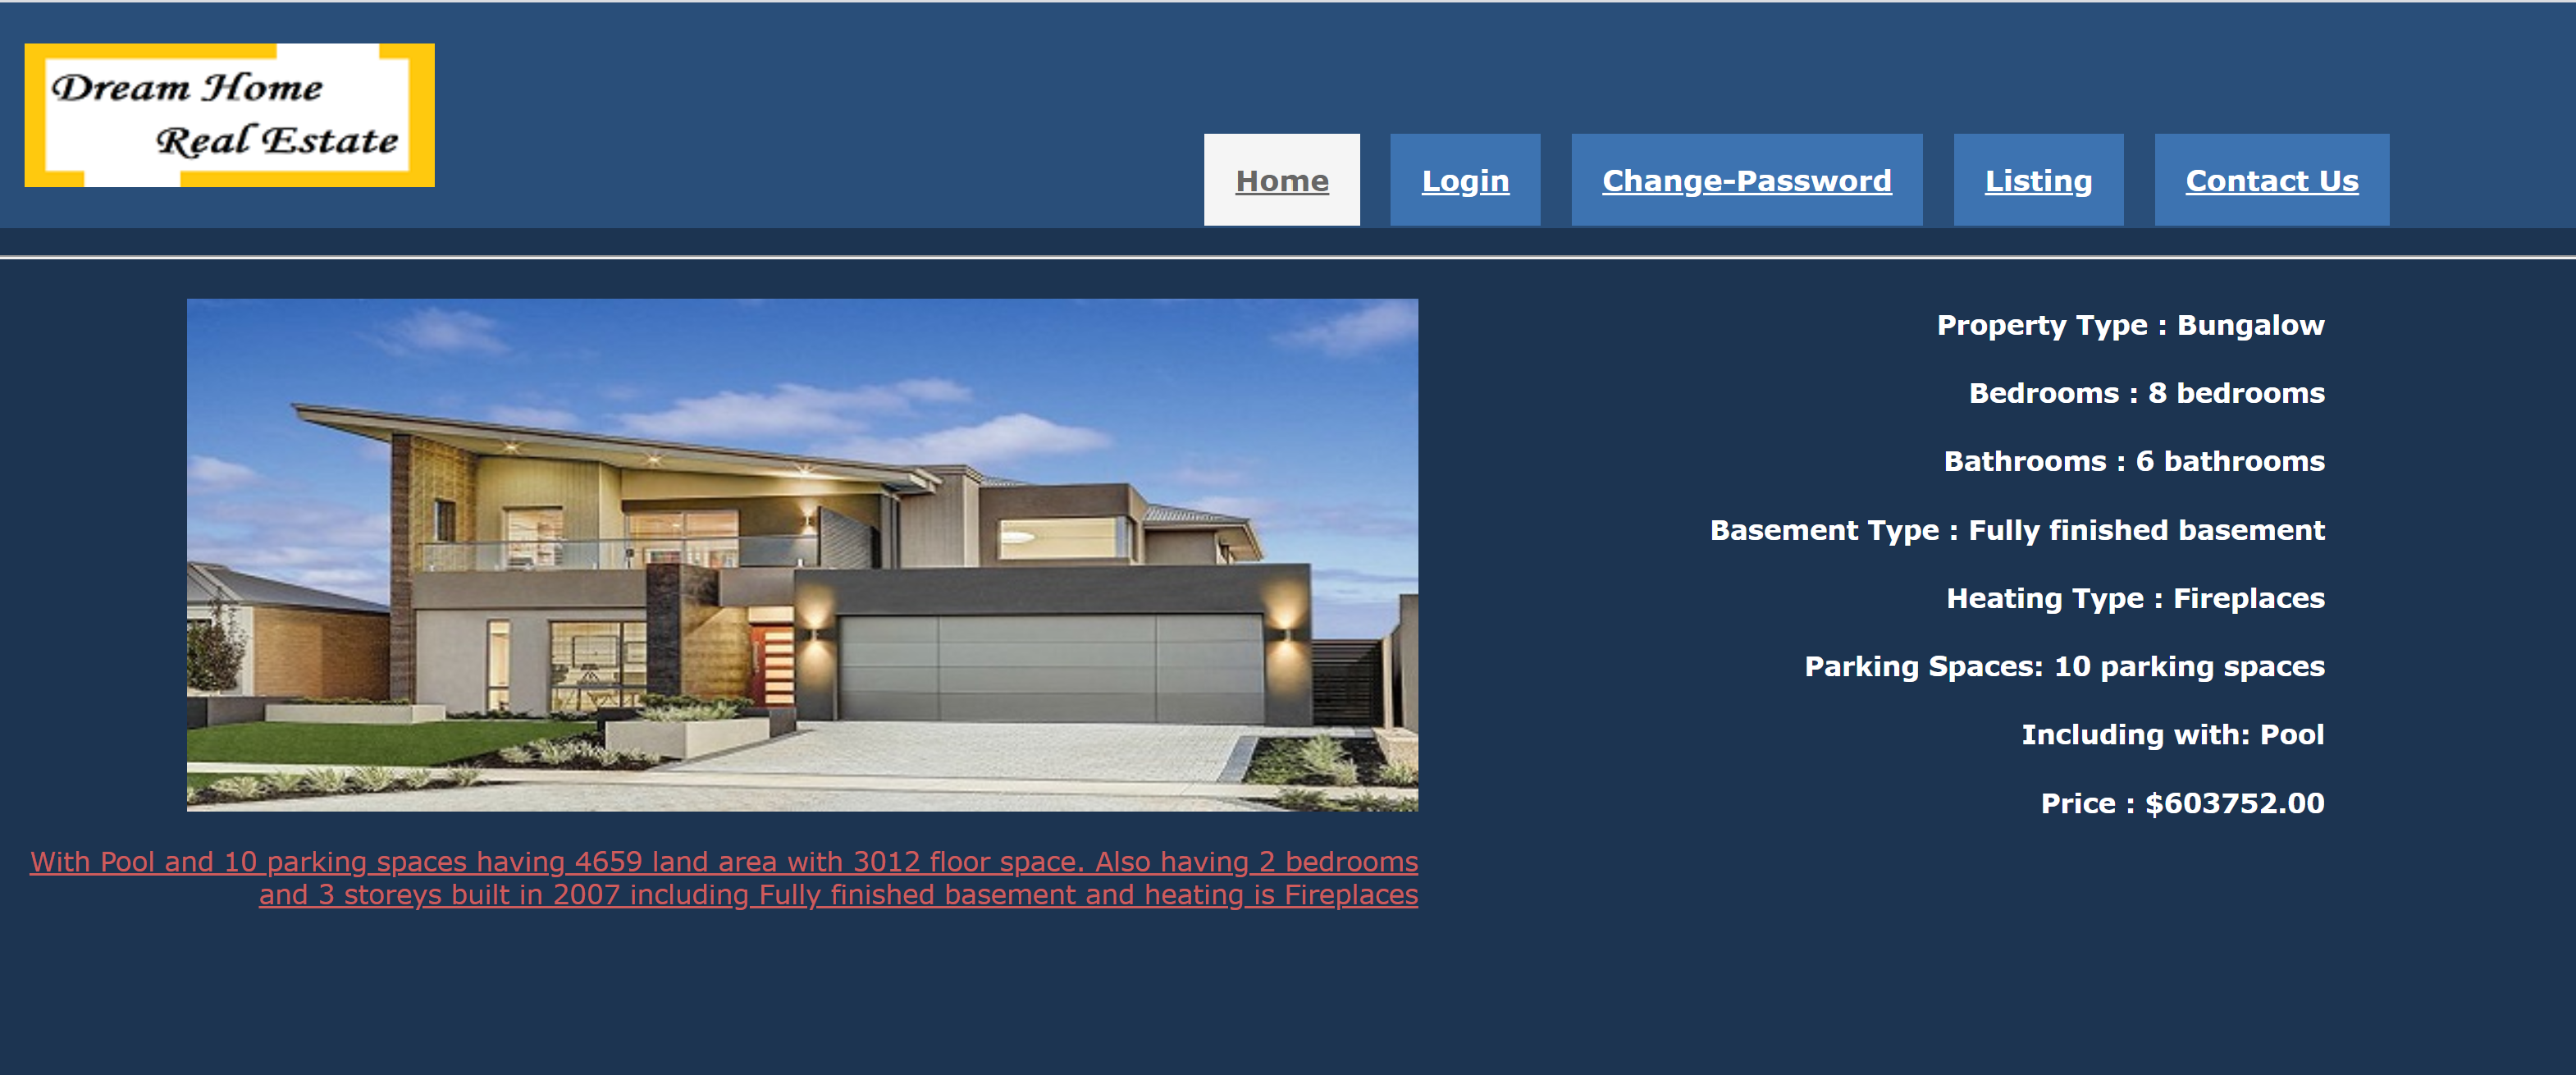 Dream Home
Real Estate
Home
Login
Change-Password
Listing
Contact Us
Property Type : Bungalow
Bedrooms : 8 bedrooms
Bathrooms : 6 bathrooms
Basement Type : Fully finished basement
Heating Type : Fireplaces
Parking Spaces: 10 parking spaces
Including with: Pool
Price : $603752.00
With Pool and 10 parking spaces having 4659 land area with 3012 floor space. Also having 2 bedrooms
and 3 storeys built in 2007 including Fully finished basement and heating is Fireplaces